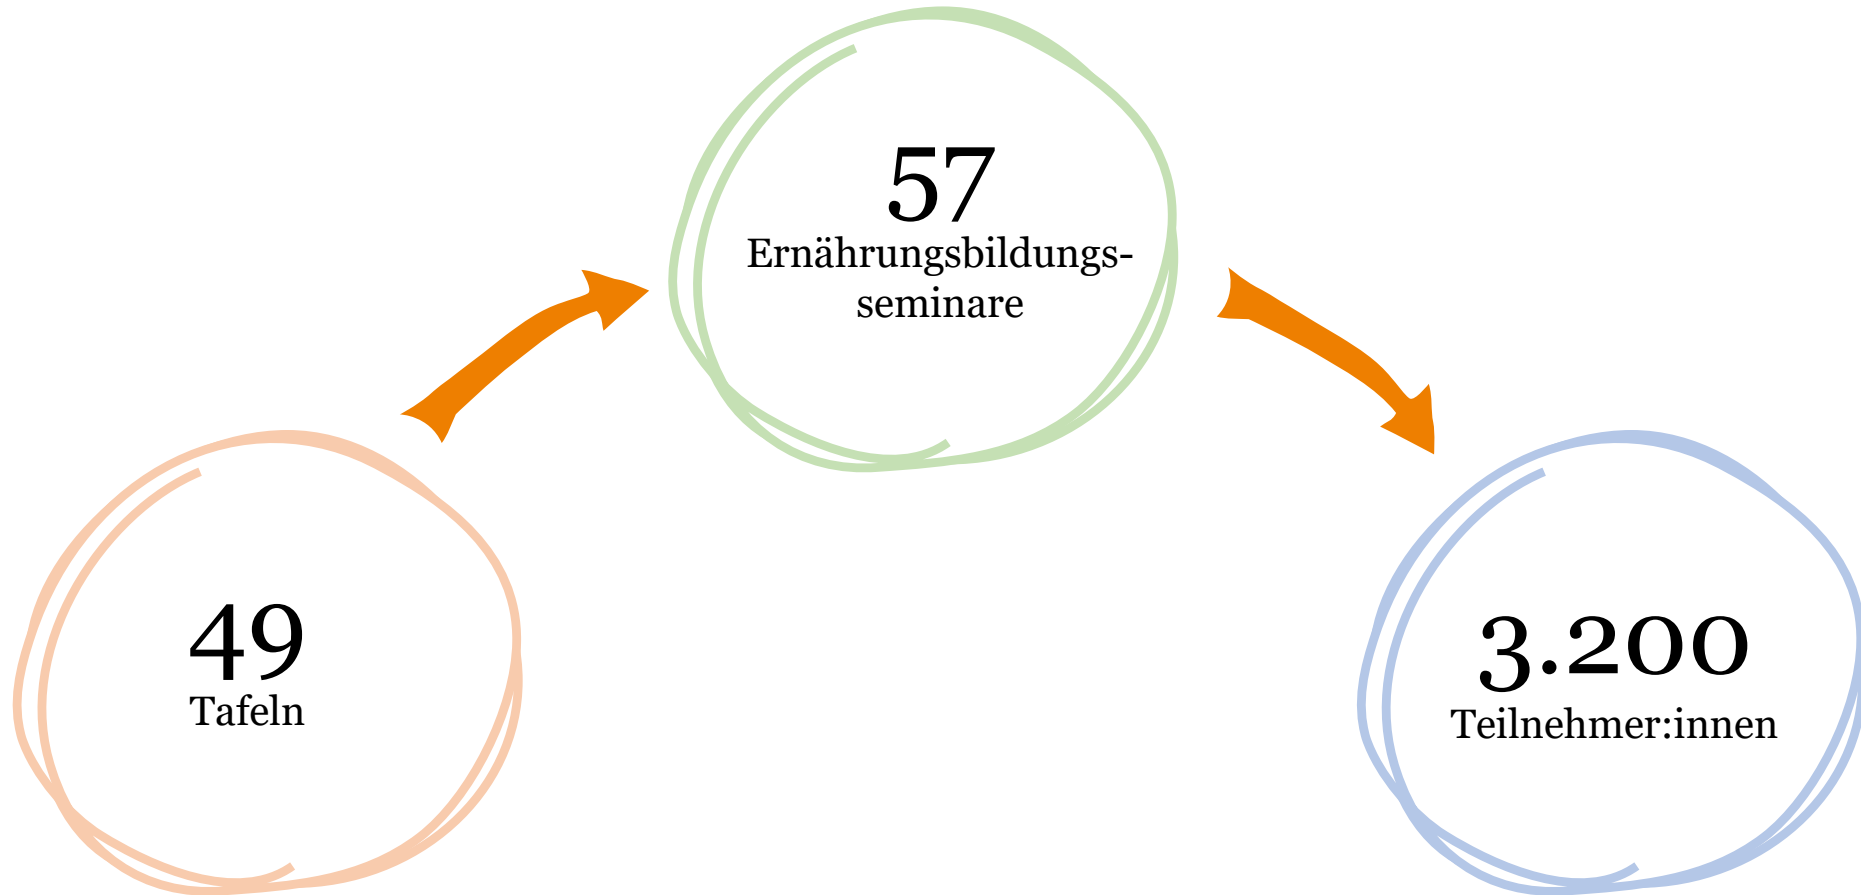 49
Tafeln
57
Ernährungsbildungs-
seminare
3.200
Teilnehmer:innen